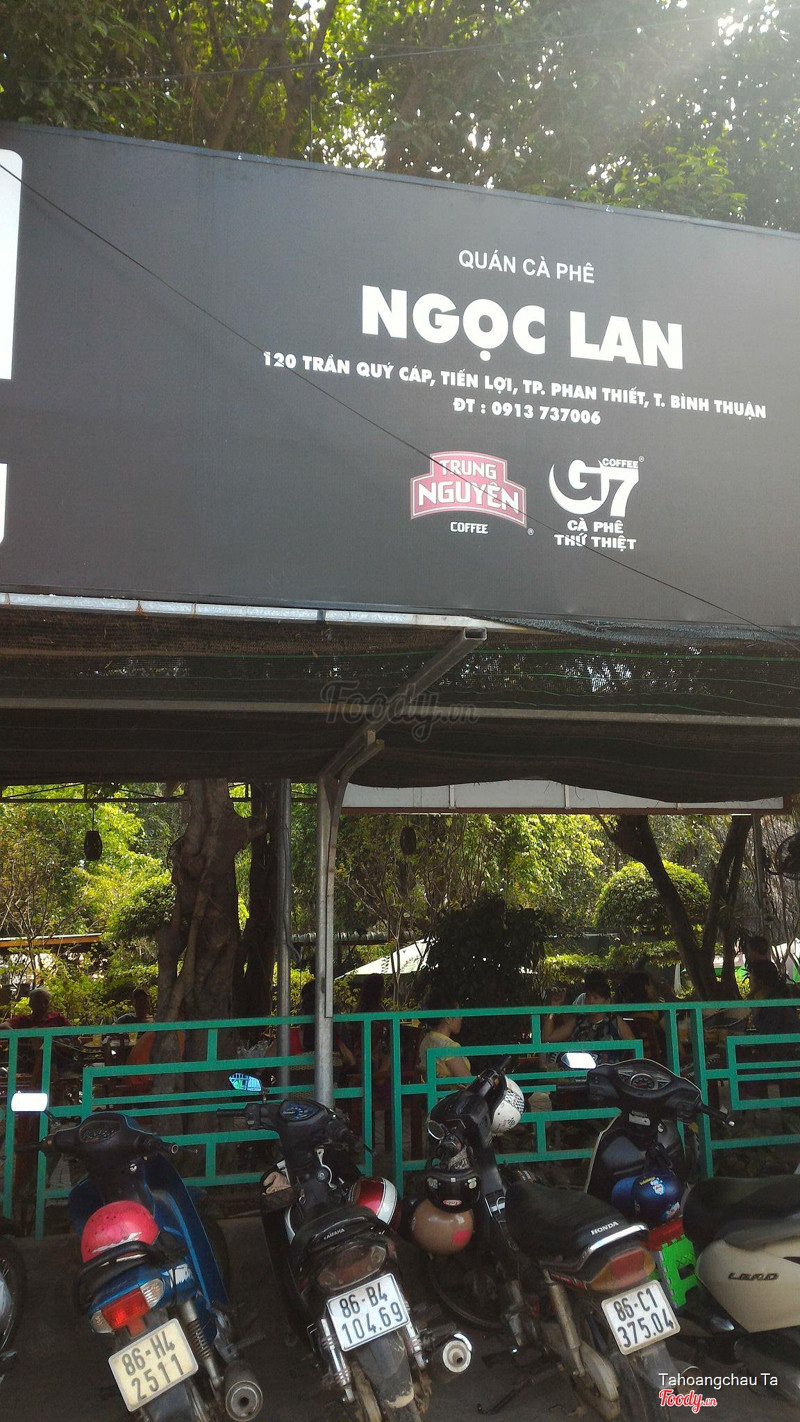 QUÁN CÀ PHÊ
NGỌC LAN
120 TRẦN QUÝ CÁP, TIẾN LỢI, TP. PHAN THIẾT, T. BÌNH THUẬN
ĐT : 0913 737006
TRUNG
NGUYÊN
COFFEE
COFFEE
G7
CÀ PHÊ
THỨ THIỆT
Foody.vn
HONDA
YAMAHA
LEAD
86-B4
104.69
86-C1
375.04
86-H4
2511
Tahoangchau Ta
Foody.vn